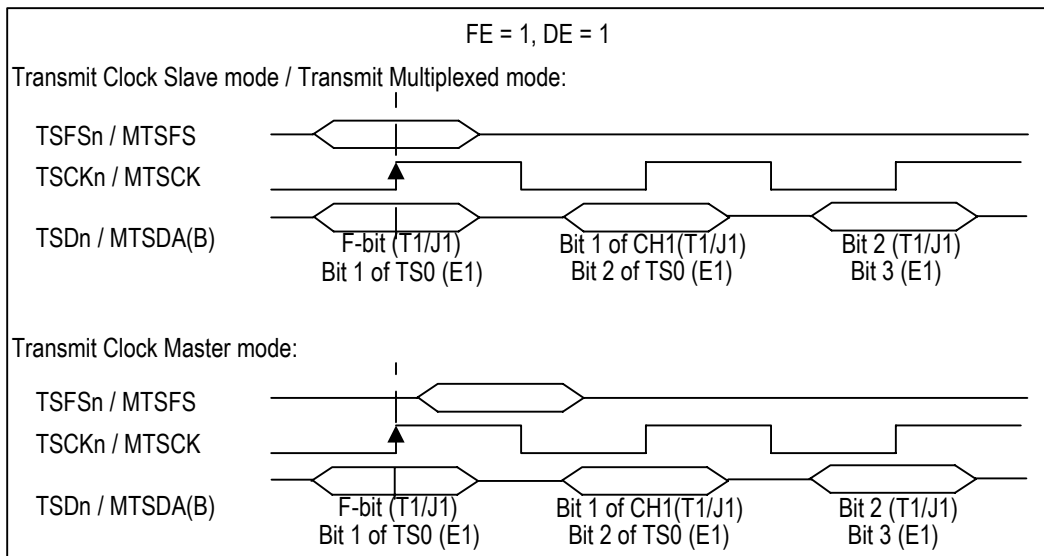 FE = 1, DE = 1
Transmit Clock Slave mode / Transmit Multiplexed mode:
TSFSn / MTSFS
TSCKn / MTSCK
TSDn / MTSDA(B)
F-bit (T1/J1)
Bit 1 of TS0 (E1)
Bit 1 of CH1(T1/J1)
Bit 2 of TS0 (E1)
Bit 2 (T1/J1)
Bit 3 (E1)
Transmit Clock Master mode:
TSFSn / MTSFS
TSCKn / MTSCK
TSDn / MTSDA(B)
F-bit (T1/J1)
Bit 1 of TS0 (E1)
Bit 1 of CH1(T1/J1)
Bit 2 of TS0 (E1)
Bit 2 (T1/J1)
Bit 3 (E1)